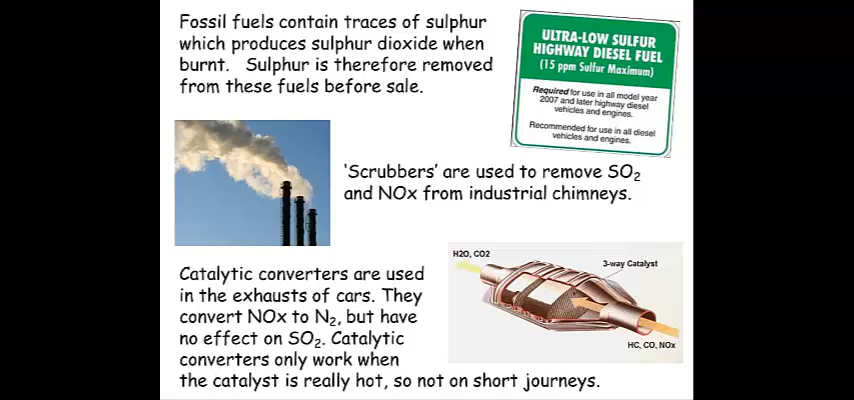 Fossil fuels contain traces of sulphur
which produces sulphur dioxide when
burnt. Sulphur is therefore removed
from these fuels before sale.
ULTRA-LOW SULFUR
HIGHWAY DIESEL FUEL
(15 ppm Sulfur Maximum)
Required for use in all model year
2007 and later highway diesel
vehicles and engines.
Recommended for use in all diesel
vehicles and engines.
‘Scrubbers’ are used to remove SO₂
and NOx from industrial chimneys.
Catalytic converters are used
in the exhausts of cars. They
convert NOx to N₂, but have
no effect on SO₂. Catalytic
converters only work when
the catalyst is really hot, so not on short journeys.
H2O, CO2
3-way Catalyst
HC, CO, NOx